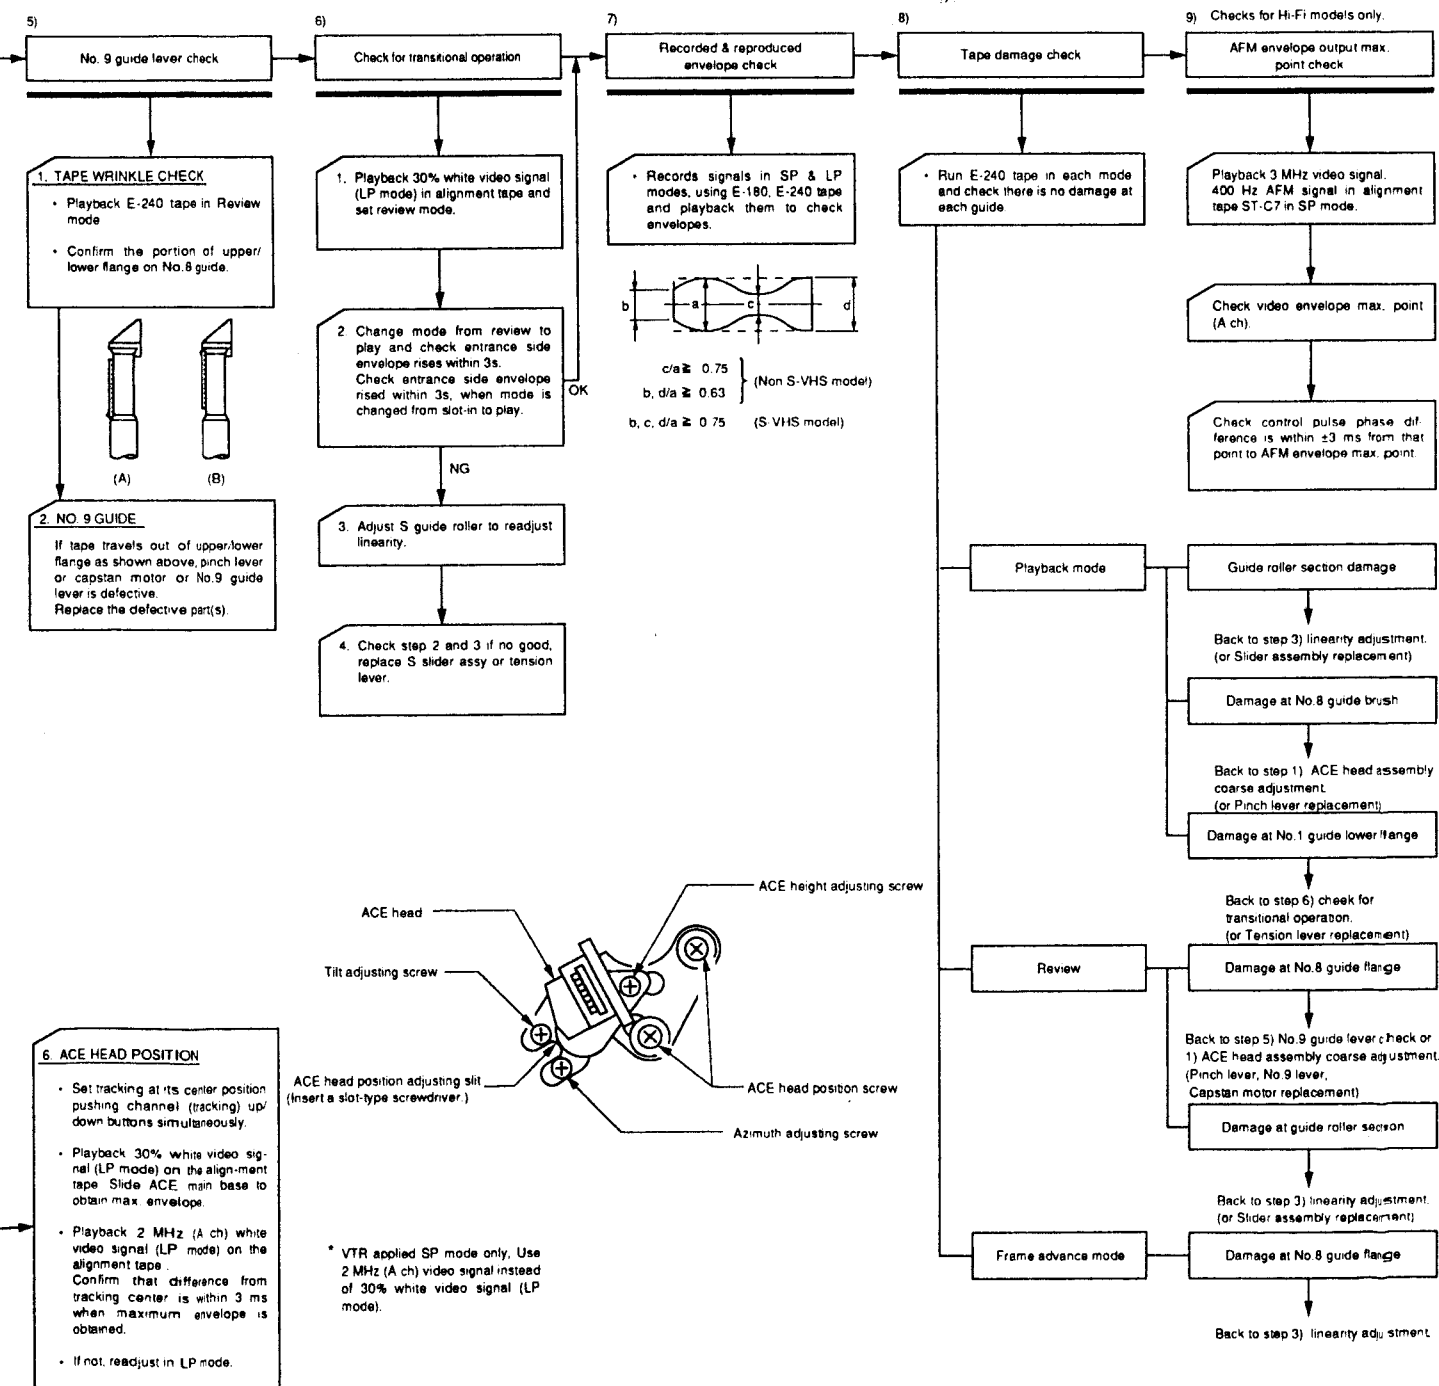 5)
No. 9 guide lever check
1. TAPE WRINKLE CHECK
• Playback E-240 tape in Review
mode
• Confirm the portion of upper/
lower flange on No.8 guide.
(A)
(B)
2. NO. 9 GUIDE
If tape travels out of upper/lower
flange as shown above, pinch lever
or capstan motor or No.9 guide
lever is defective.
Replace the defective part(s).
6)
Check for transitional operation
1. Playback 30% white video signal
(LP mode) in alignment tape and
set review mode.
2. Change mode from review to
play and check entrance side
envelope rises within 3s.
Check entrance side envelope
rised within 3s, when mode is
changed from slot-in to play.
OK
NG
3. Adjust S guide roller to readjust
linearity.
4. Check step 2 and 3 if no good,
replace S slider assy or tension
lever.
7)
Recorded & reproduced
envelope check
• Records signals in SP & LP
modes, using E-180, E-240 tape
and playback them to check
envelopes.
b
a
c
d
c/a ≧ 0.75
b, d/a ≧ 0.63
(Non S-VHS model)
b, c, d/a ≧ 0.75 (S-VHS model)
8)
Tape damage check
• Run E-240 tape in each mode
and check there is no damage at
each guide
9) Checks for Hi-Fi models only.
AFM envelope output max.
point check
Playback 3 MHz video signal.
400 Hz AFM signal in alignment
tape ST-C7 in SP mode.
Check video envelope max. point
(A ch).
Check control pulse phase dif-
ference is within ±3 ms from that
point to AFM envelope max. point.
Playback mode
Guide roller section damage
Back to step 3) linearity adjustment.
(or Slider assembly replacement)
Damage at No.8 guide brush
Back to step 1) ACE head assembly
coarse adjustment.
(or Pinch lever replacement)
Damage at No.1 guide lower flange
Back to step 6) cheek for
transitional operation.
(or Tension lever replacement)
Review
Damage at No.8 guide flange
Back to step 5) No.9 guide lever check or
1) ACE head assembly coarse adjustment.
(Pinch lever, No.9 lever,
Capstan motor replacement)
Damage at guide roller section
Back to step 3) linearity adjustment.
(or Slider assembly replacement)
Frame advance mode
Damage at No.8 guide flange
Back to step 3) linearity adjustment.
ACE height adjusting screw
ACE head
Tilt adjusting screw
ACE head position adjusting slit
(Insert a slot-type screwdriver.)
ACE head position screw
Azimuth adjusting screw
6. ACE HEAD POSITION
• Set tracking at its center position
pushing channel (tracking) up/
down buttons simultaneously.
• Playback 30% white video sig-
nal (LP mode) on the align-ment
tape Slide ACE main base to
obtain max. envelope.
• Playback 2 MHz (A ch) white
video signal (LP mode) on the
alignment tape.
Confirm that difference from
tracking center is within 3 ms
when maximum envelope is
obtained.
• If not, readjust in LP mode.
* VTR applied SP mode only, Use
2 MHz (A ch) video signal instead
of 30% white video signal (LP
mode).